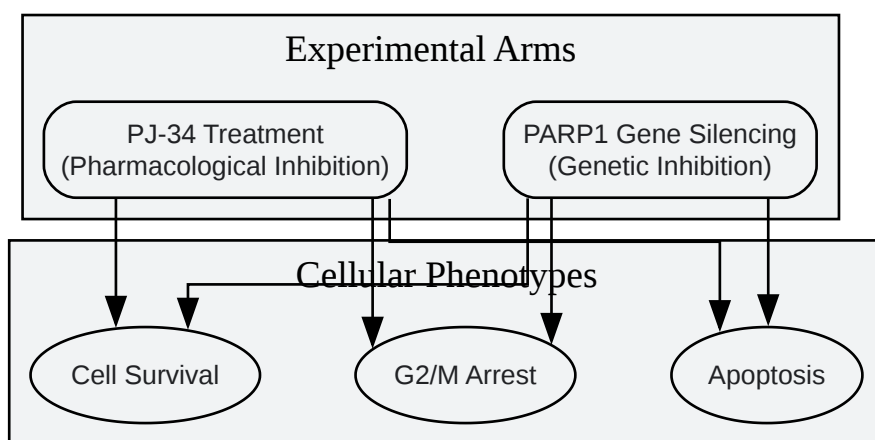 Experimental Arms
PJ-34 Treatment
(Pharmacological Inhibition)
PARP1 Gene Silencing
(Genetic Inhibition)
Cellular Phenotypes
Cell Survival
G2/M Arrest
Apoptosis